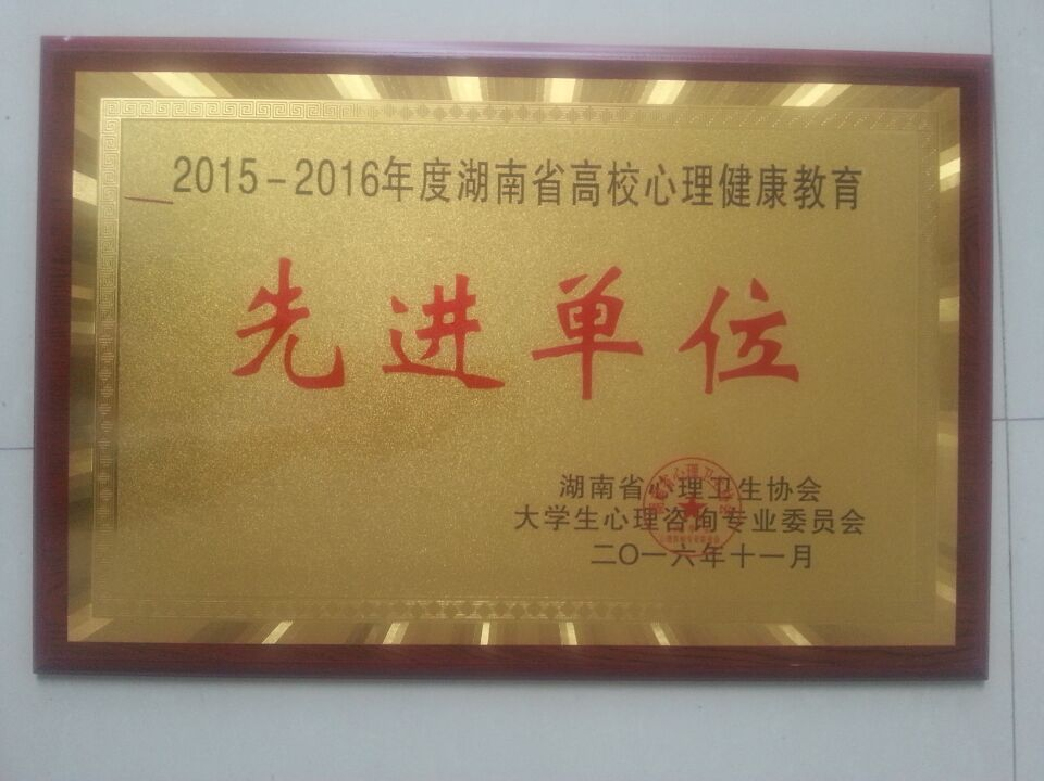 2015-2016年度湖南省高校心理健康教育
先进单位
湖南省心理卫生协会
大学生心理咨询专业委员会
二〇一六年十一月